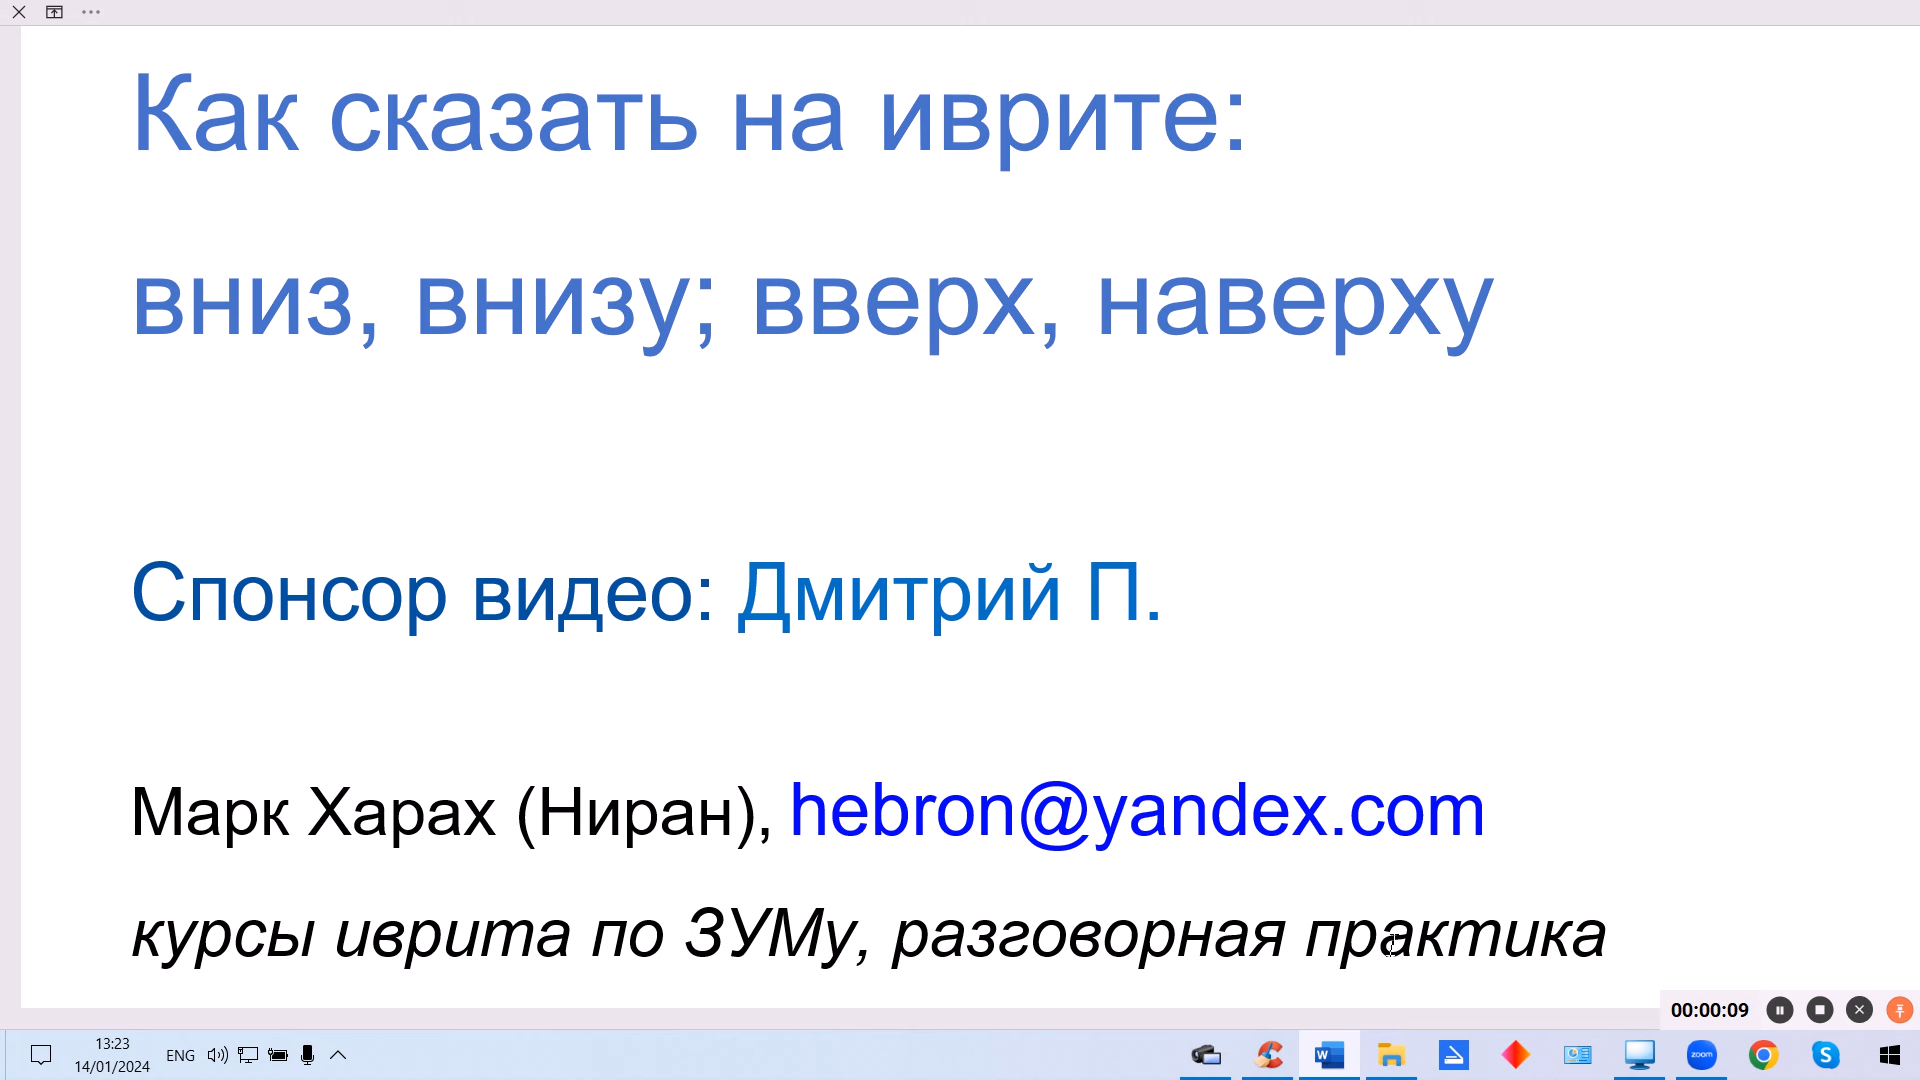 Как сказать на иврите:
вниз, внизу; вверх, наверху
Спонсор видео: Дмитрий П.
Марк Харах (Ниран), hebron@yandex.com
курсы иврита по ЗУМу, разговорная практика
00:00:09
13:23
14/01/2024
ENG
W
zoom
S